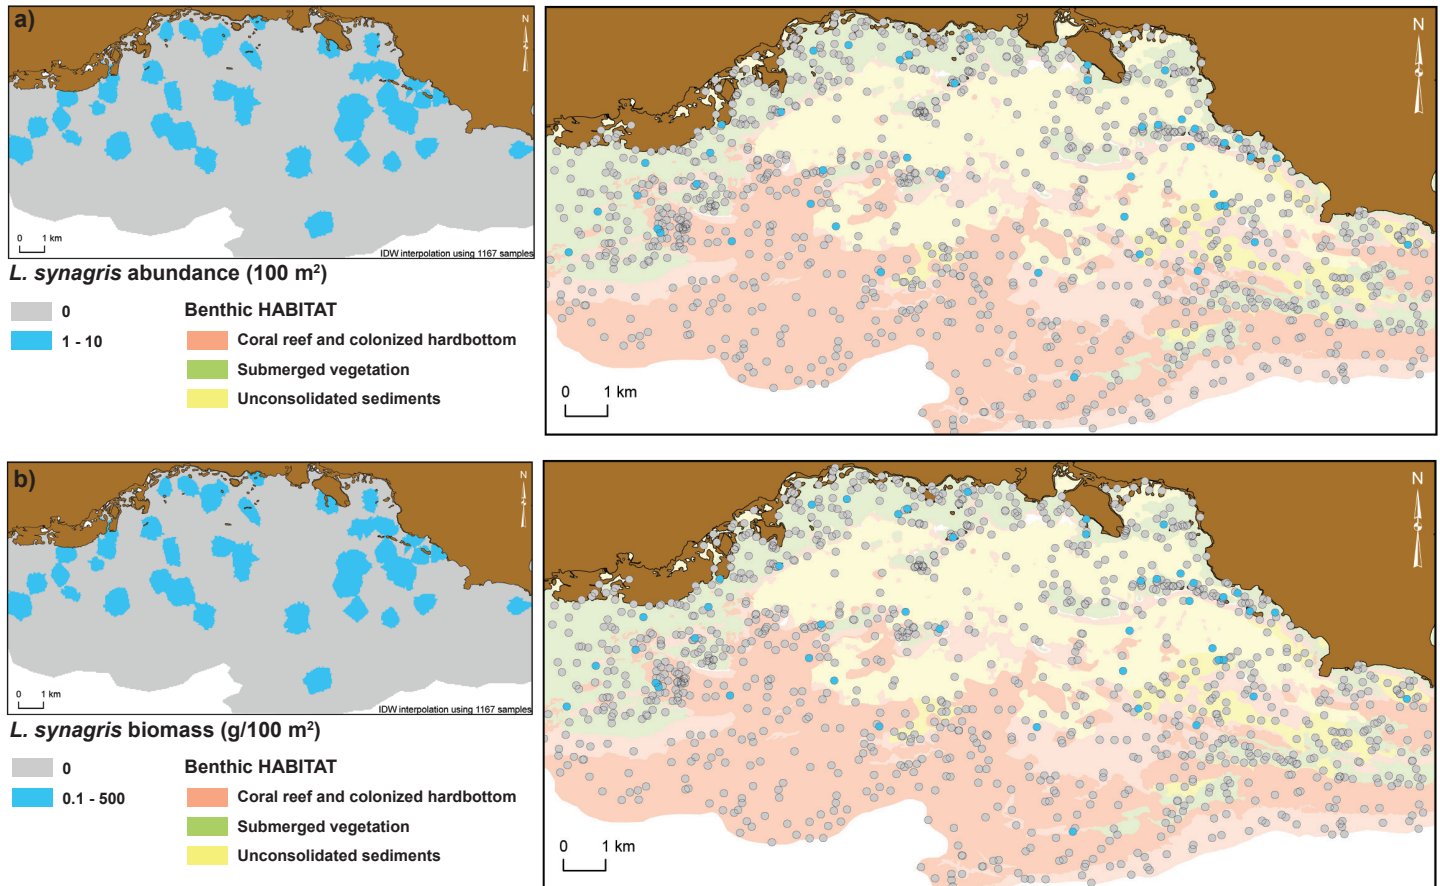 a)
N
0 1 km
IDW interpolation using 1167 samples
L. synagris abundance (100 m²)
0
1 - 10
Benthic HABITAT
Coral reef and colonized hardbottom
Submerged vegetation
Unconsolidated sediments
N
0 1 km
b)
N
0 1 km
IDW interpolation using 1167 samples
L. synagris biomass (g/100 m²)
0
0.1 - 500
Benthic HABITAT
Coral reef and colonized hardbottom
Submerged vegetation
Unconsolidated sediments
N
0 1 km